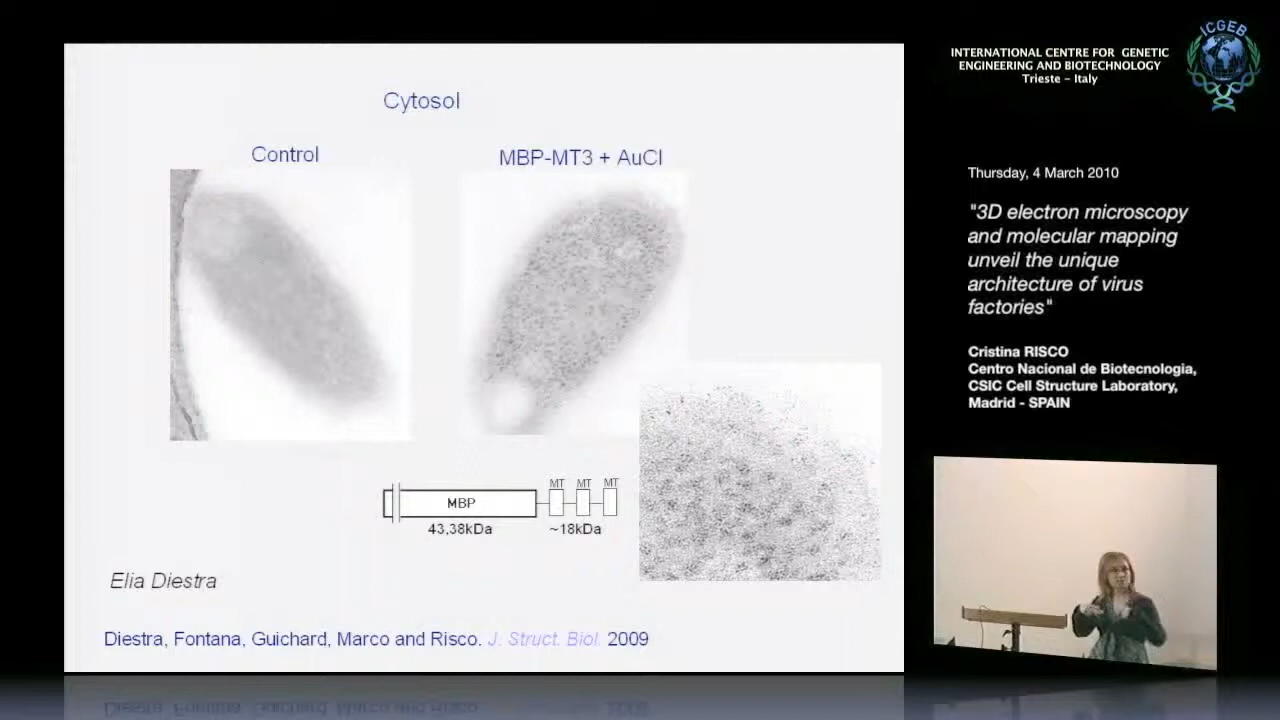 Cytosol
Control
MBP-MT3 + AuCl
MT MT MT
MBP
43,38kDa
~18kDa
Elia Diestra
Diestra, Fontana, Guichard, Marco and Risco. J. Struct. Biol. 2009
ICGEB
INTERNATIONAL CENTRE FOR GENETIC
ENGINEERING AND BIOTECHNOLOGY
Trieste – Italy
Thursday, 4 March 2010
"3D electron microscopy
and molecular mapping
unveil the unique
architecture of virus
factories"
Cristina RISCO
Centro Nacional de Biotecnologia,
CSIC Cell Structure Laboratory,
Madrid - SPAIN